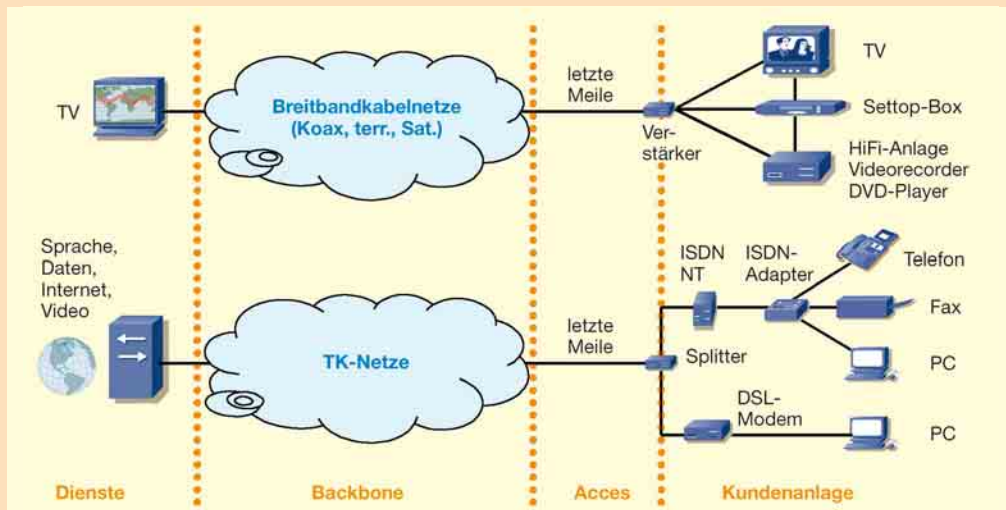 TV
Breitbandkabelnetze
(Koax, terr., Sat.)
letzte
Meile
Ver-
stärker
TV
Settop-Box
HiFi-Anlage
Videorecorder
DVD-Player
Sprache,
Daten,
Internet,
Video
TK-Netze
letzte
Meile
Splitter
ISDN
NT
ISDN-
Adapter
Telefon
Fax
PC
DSL-
Modem
PC
Dienste
Backbone
Acces
Kundenanlage